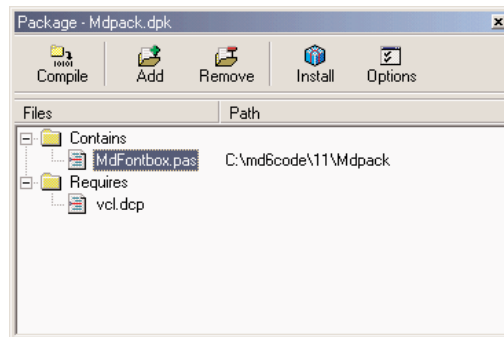 Package - Mdpack.dpk
Compile Add Remove Install Options
Files Path
Contains
MdFontbox.pas C:\md6code\11\Mdpack
Requires
vcl.dcp